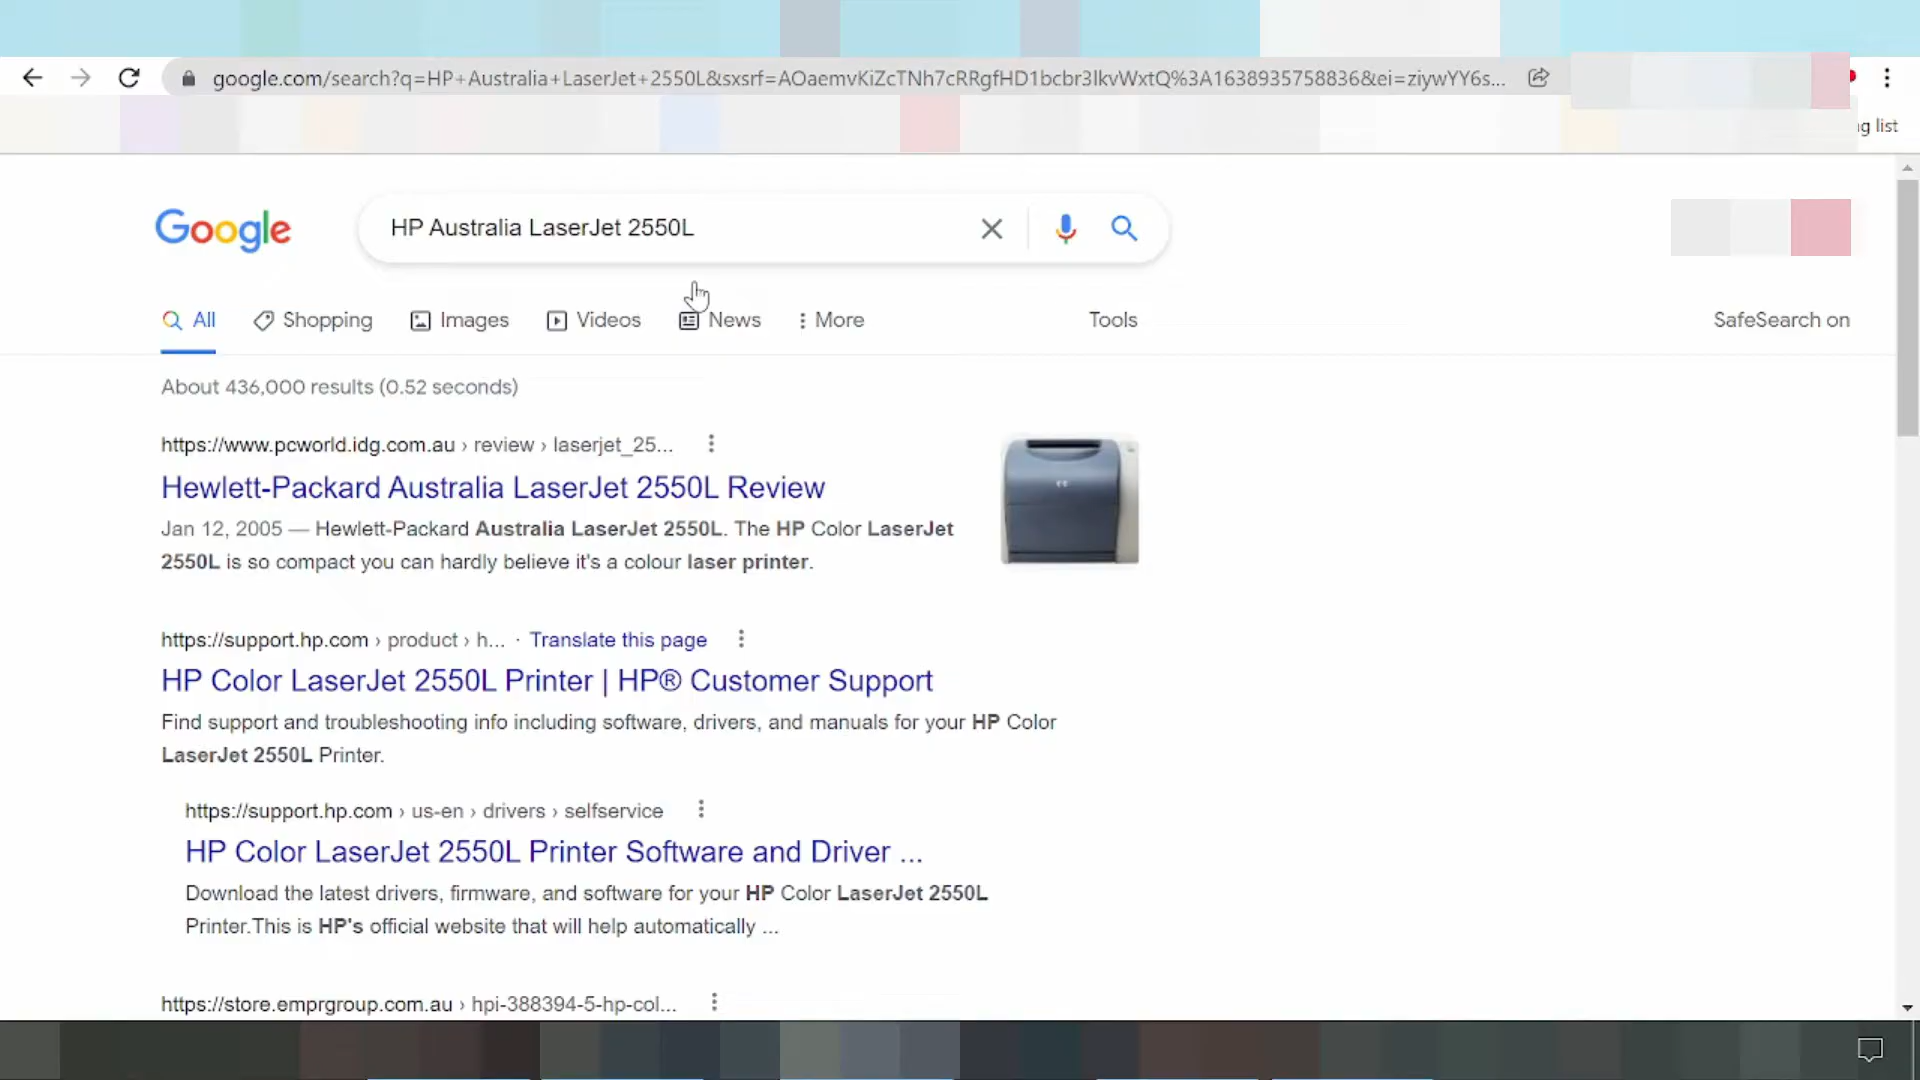 google.com/search?q=HP+Australia+LaserJet+2550L&sxsrf=AOaemvKiZcTNh7cRRgfHD1bcbr3lkvWxtQ%3A1638935758836&ei=ziywYY6s...
list
Google
HP Australia LaserJet 2550L
All Shopping Images Videos News More Tools SafeSearch on
About 436,000 results (0.52 seconds)
https://www.pcworld.idg.com.au › review › laserjet_25...
Hewlett-Packard Australia LaserJet 2550L Review
Jan 12, 2005 — Hewlett-Packard Australia LaserJet 2550L. The HP Color LaserJet
2550L is so compact you can hardly believe it's a colour laser printer.
https://support.hp.com › product › h... · Translate this page
HP Color LaserJet 2550L Printer | HP® Customer Support
Find support and troubleshooting info including software, drivers, and manuals for your HP Color
LaserJet 2550L Printer.
https://support.hp.com › us-en › drivers › selfservice
HP Color LaserJet 2550L Printer Software and Driver ...
Download the latest drivers, firmware, and software for your HP Color LaserJet 2550L
Printer.This is HP's official website that will help automatically ...
https://store.emprgroup.com.au › hpi-388394-5-hp-col...